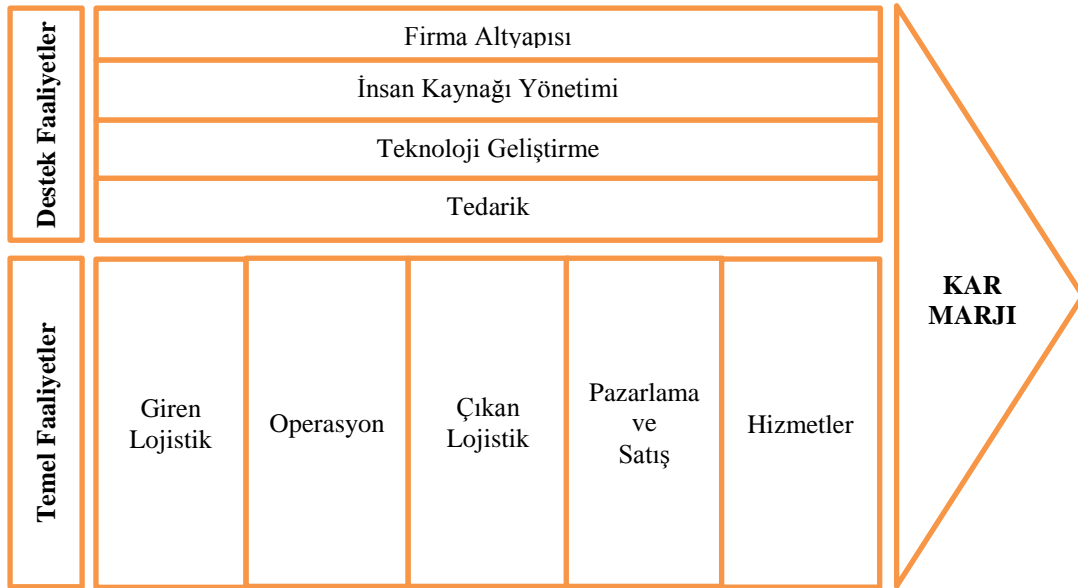 Destek Faaliyetler
Firma Altyapısı
İnsan Kaynağı Yönetimi
Teknoloji Geliştirme
Tedarik
Temel Faaliyetler
Giren
Lojistik
Operasyon
Çıkan
Lojistik
Pazarlama
ve
Satış
Hizmetler
KAR
MARJI